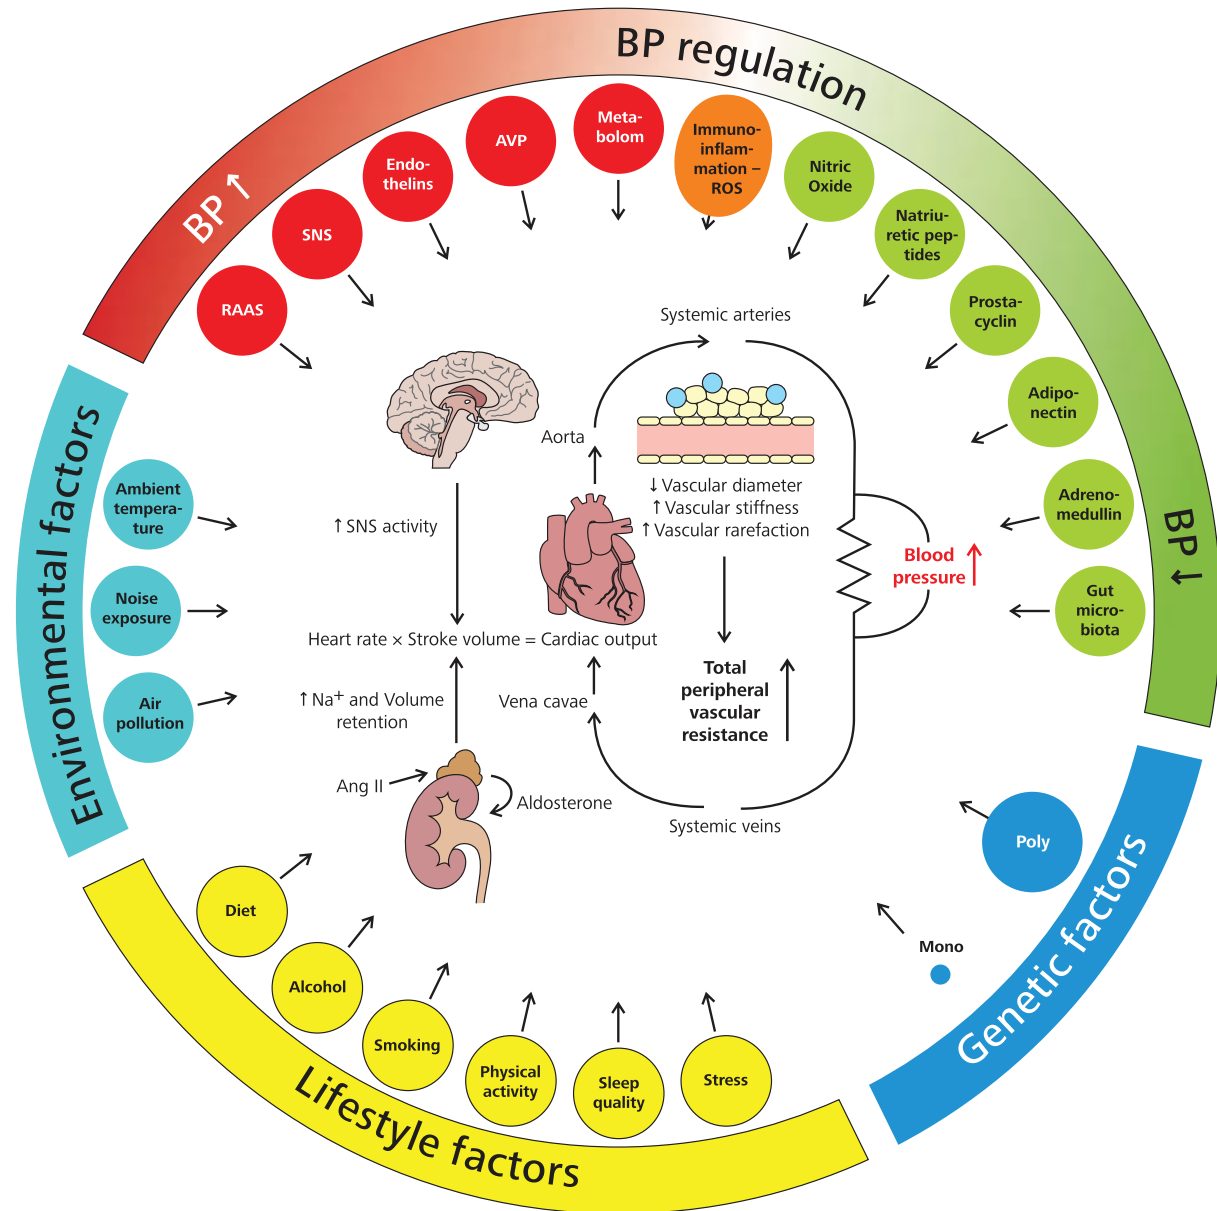 BP regulation
BP ↑
BP ↓
RAAS
SNS
Endo-
thelins
AVP
Meta-
bolom
Immuno-
inflam-
mation –
ROS
Nitric
Oxide
Natriu-
retic pep-
tides
Prosta-
cyclin
Adipo-
nectin
Adreno-
medullin
Gut
micro-
biota
Environmental factors
Ambient
tempera-
ture
Noise
exposure
Air
pollution
Systemic arteries
Aorta
↓ Vascular diameter
↑ Vascular stiffness
↑ Vascular rarefaction
↑ SNS activity
Blood
pressure ↑
Heart rate × Stroke volume = Cardiac output
↑ Na+ and Volume
retention
Vena cavae
Total
peripheral
vascular
resistance ↑
Ang II
Aldosterone
Systemic veins
Genetic factors
Poly
Mono
Lifestyle factors
Diet
Alcohol
Smoking
Physical
activity
Sleep
quality
Stress